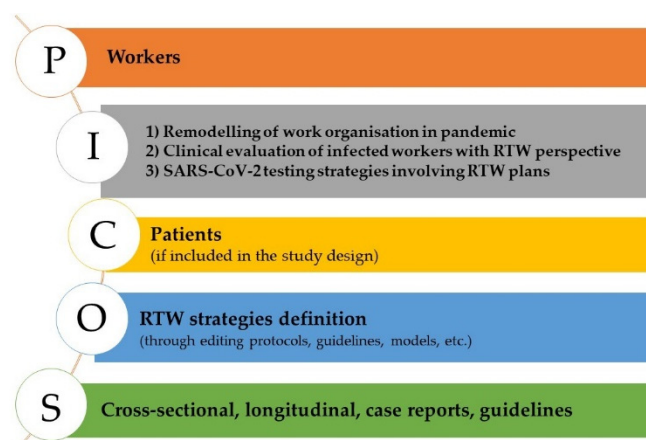 P
Workers
I
1) Remodelling of work organisation in pandemic
2) Clinical evaluation of infected workers with RTW perspective
3) SARS-CoV-2 testing strategies involving RTW plans
C
Patients
(if included in the study design)
O
RTW strategies definition
(through editing protocols, guidelines, models, etc.)
S
Cross-sectional, longitudinal, case reports, guidelines